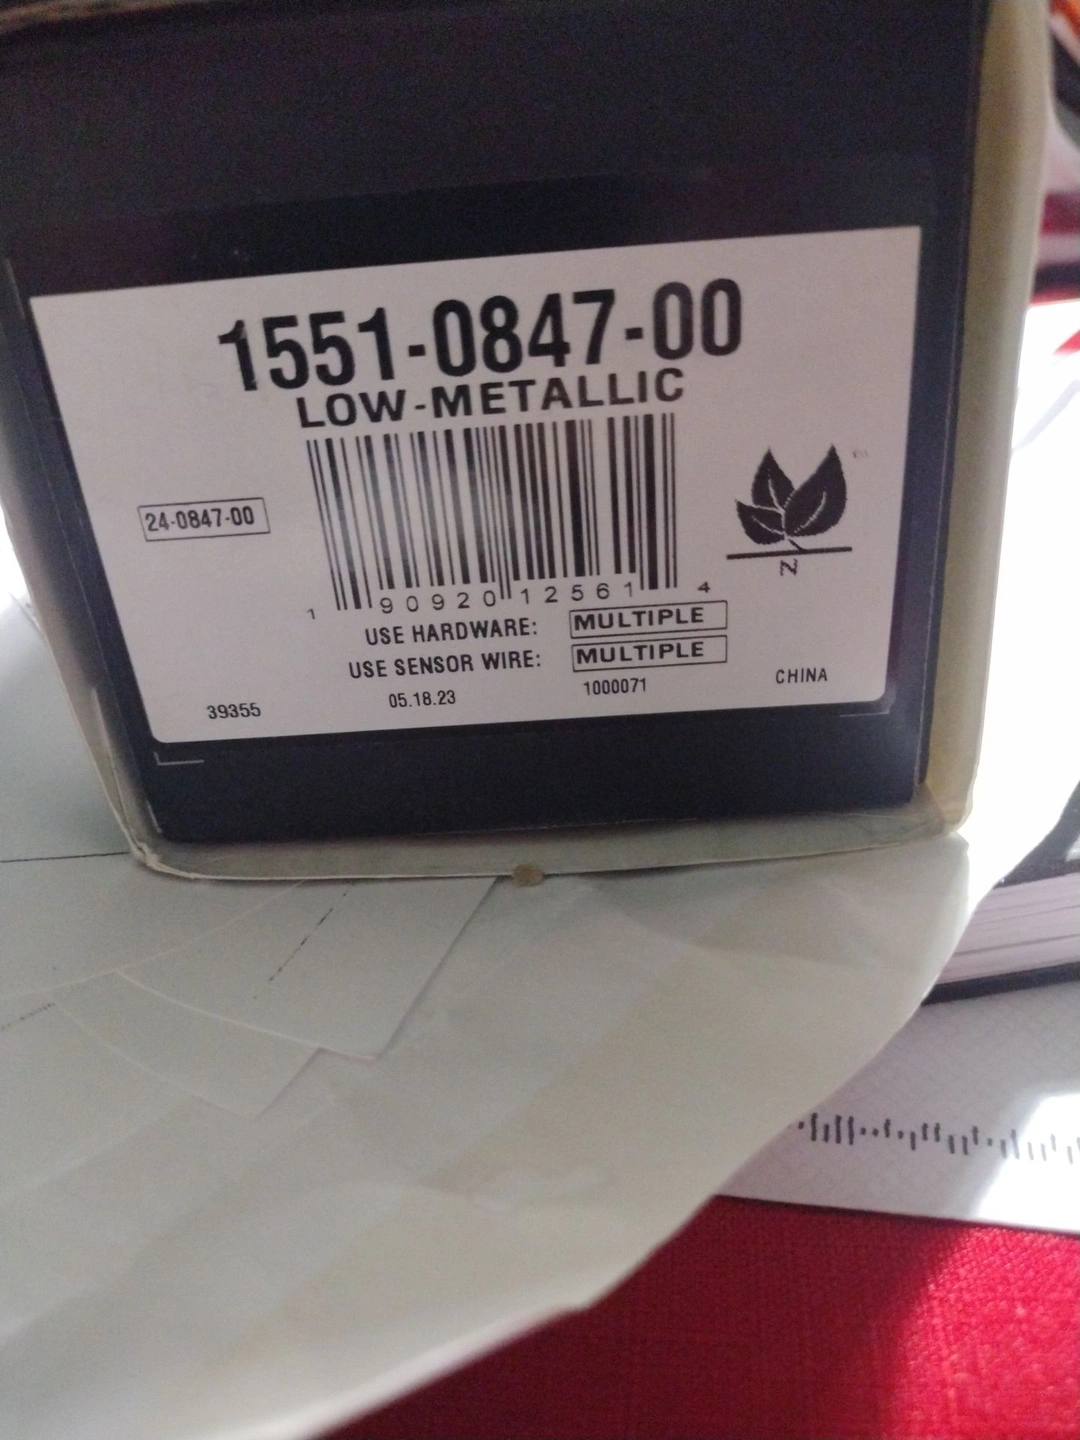 1551-0847-00
LOW-METALLIC
24-0847-00
1 90920 12561 4
N
USE HARDWARE: MULTIPLE
USE SENSOR WIRE: MULTIPLE
39355 05.18.23 1000071 CHINA